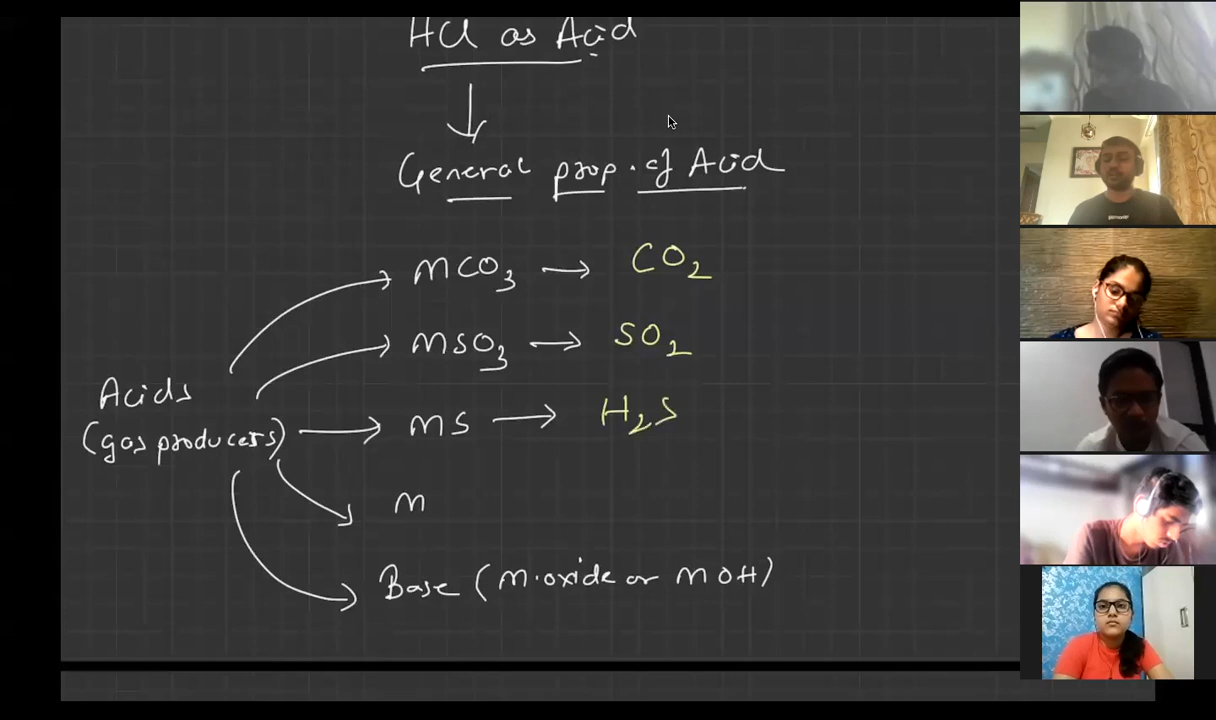 HCl as Acid
General prop. of Acid
MCO3 → CO2
MSO3 → SO2
Acids
(gas producers)
MS → H2S
M
Base (M.oxide or MOH)